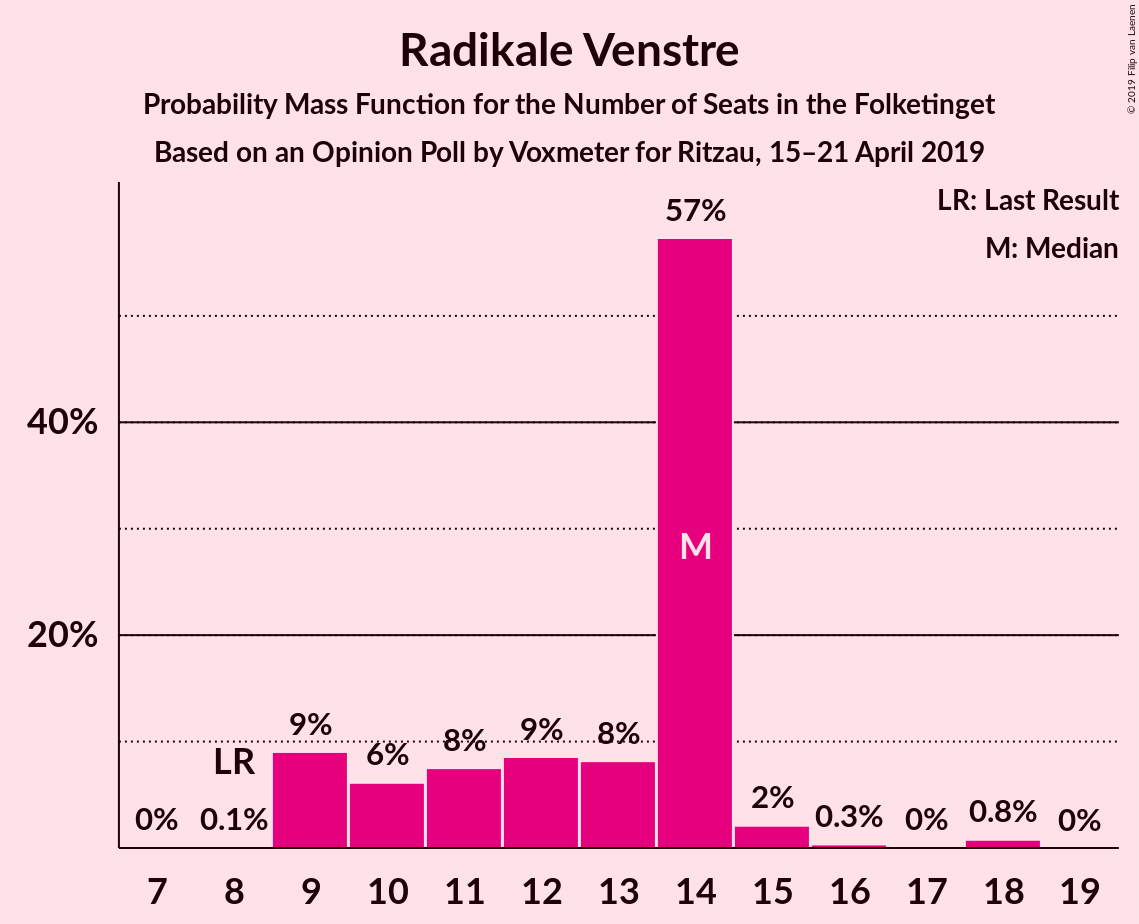 Radikale Venstre
Probability Mass Function for the Number of Seats in the Folketinget
Based on an Opinion Poll by Voxmeter for Ritzau, 15–21 April 2019
© 2019 Filip van Laenen
LR: Last Result
M: Median
57%
40%
M
20%
9%
6%
8%
9%
8%
LR
0%
0.1%
2%
0.3%
0%
0.8%
0%
7 8 9 10 11 12 13 14 15 16 17 18 19